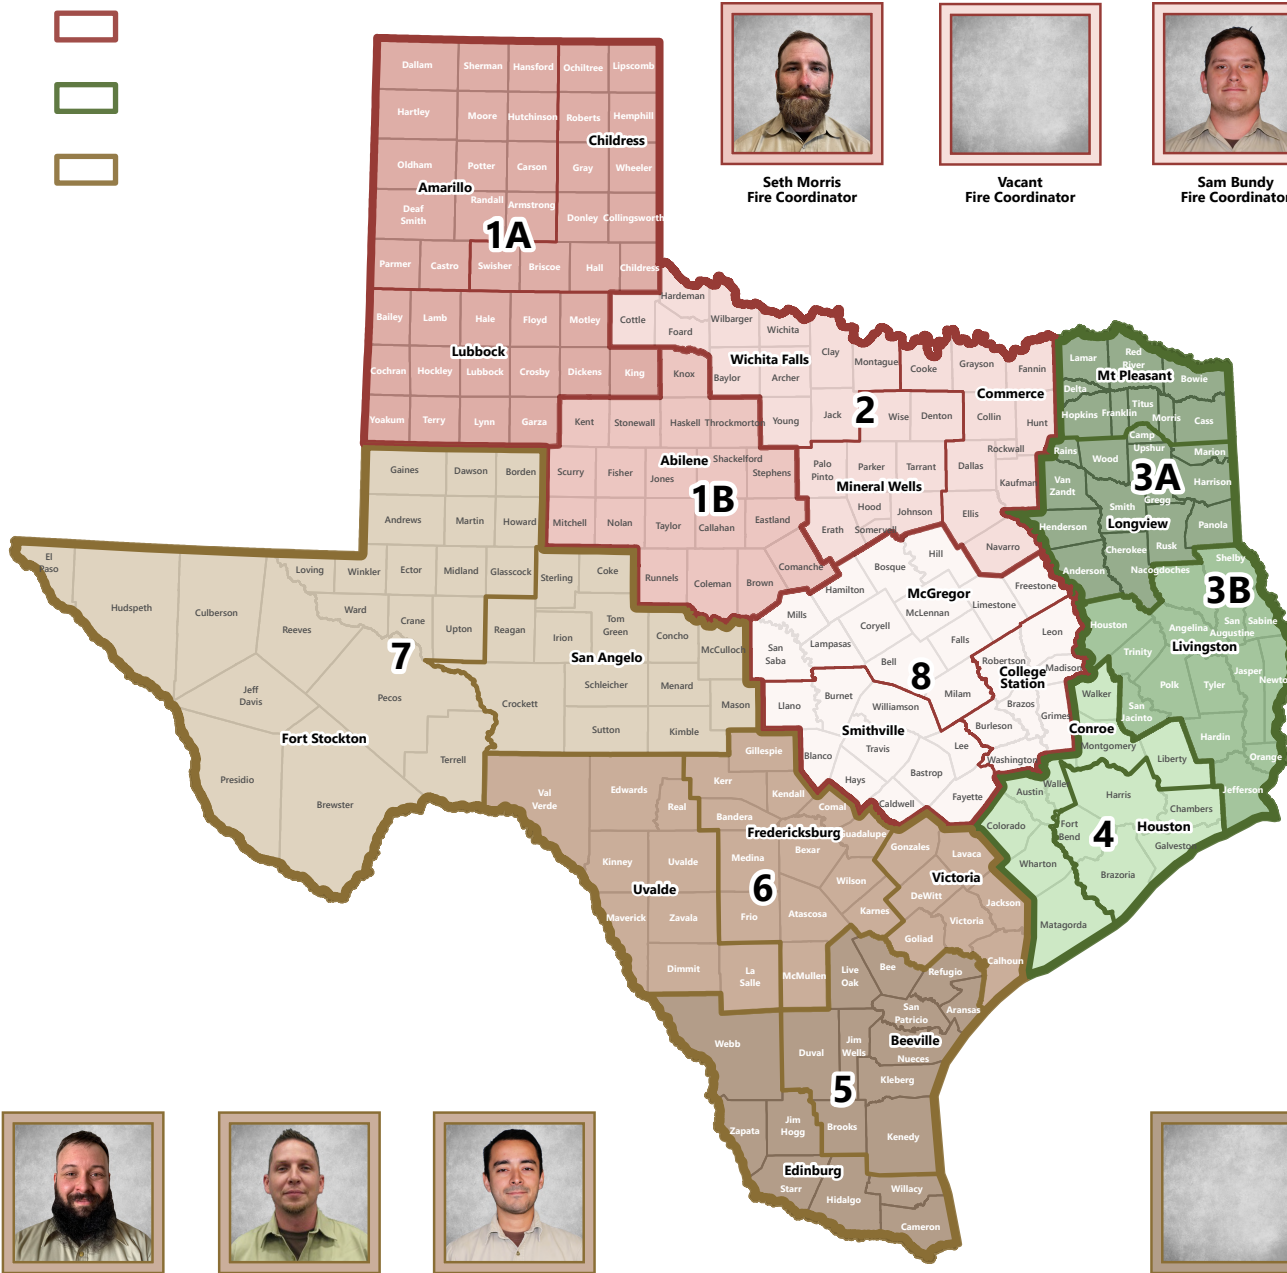 Seth Morris
Fire Coordinator
Vacant
Fire Coordinator
Sam Bundy
Fire Coordinator
Dallam
Sherman
Hansford
Ochiltree
Lipscomb
Hartley
Moore
Hutchinson
Roberts
Hemphill
Childress
Oldham
Potter
Carson
Gray
Wheeler
Amarillo
Deaf
Smith
Randall
Armstrong
Donley
Collingsworth
1A
Parmer
Castro
Swisher
Briscoe
Hall
Childress
Bailey
Lamb
Hale
Floyd
Motley
Lubbock
Cochran
Hockley
Lubbock
Crosby
Dickens
King
Yoakum
Terry
Lynn
Garza
Cottle
Hardeman
Foard
Wilbarger
Wichita
Wichita Falls
Knox
Baylor
Archer
Clay
Montague
Cooke
Grayson
Fannin
Commerce
Young
Jack
2
Wise
Denton
Collin
Hunt
Rockwall
Palo
Pinto
Parker
Tarrant
Dallas
Kaufman
Mineral Wells
Hood
Johnson
Ellis
Erath
Somervell
Navarro
Kent
Stonewall
Haskell
Throckmorton
Abilene
Shackelford
Scurry
Fisher
Jones
Stephens
1B
Mitchell
Nolan
Taylor
Callahan
Eastland
Runnels
Coleman
Brown
Comanche
Lamar
Red
River
Mt Pleasant
Bowie
Delta
Hopkins
Franklin
Titus
Morris
Cass
Camp
Rains
Wood
Upshur
Marion
3A
Van
Zandt
Harrison
Gregg
Smith
Longview
Henderson
Panola
Cherokee
Rusk
Anderson
Nacogdoches
Shelby
3B
Houston
Angelina
San
Augustine
Sabine
Livingston
Trinity
Polk
Tyler
Jasper
Newto
San
Jacinto
Hardin
Orange
Jefferson
Gaines
Dawson
Borden
Andrews
Martin
Howard
El
Paso
Loving
Winkler
Ector
Midland
Glasscock
Hudspeth
Culberson
Reeves
Ward
Crane
Upton
7
Jeff
Davis
Pecos
Fort Stockton
Terrell
Presidio
Brewster
Sterling
Coke
Reagan
Irion
Tom
Green
Concho
McCulloch
San Angelo
Schleicher
Menard
Crockett
Mason
Sutton
Kimble
Hamilton
Bosque
Hill
McGregor
McLennan
Limestone
Freestone
Mills
Coryell
Falls
Leon
San
Saba
Lampasas
Bell
8
Robertson
Madison
College
Station
Llano
Burnet
Williamson
Milam
Brazos
Grimes
Smithville
Burleson
Travis
Lee
Blanco
Washington
Hays
Bastrop
Caldwell
Fayette
Walker
Conroe
Montgomery
Liberty
Austin
Walle
Harris
Chambers
Colorado
Fort
Bend
4
Houston
Galveston
Wharton
Brazoria
Matagorda
Gillespie
Val
Verde
Edwards
Kerr
Kendall
Real
Bandera
Comal
Fredericksburg
Guadalupe
Kinney
Uvalde
Medina
Bexar
Uvalde
6
Wilson
Maverick
Zavala
Frio
Atascosa
Karnes
Dimmit
La
Salle
McMullen
Gonzales
Lavaca
Victoria
DeWitt
Jackson
Victoria
Goliad
Calhoun
Live
Oak
Bee
Refugio
San
Patricio
Aransas
Webb
Duval
Jim
Wells
Beeville
Nueces
Kleberg
5
Zapata
Jim
Hogg
Brooks
Kenedy
Edinburg
Starr
Hidalgo
Willacy
Cameron